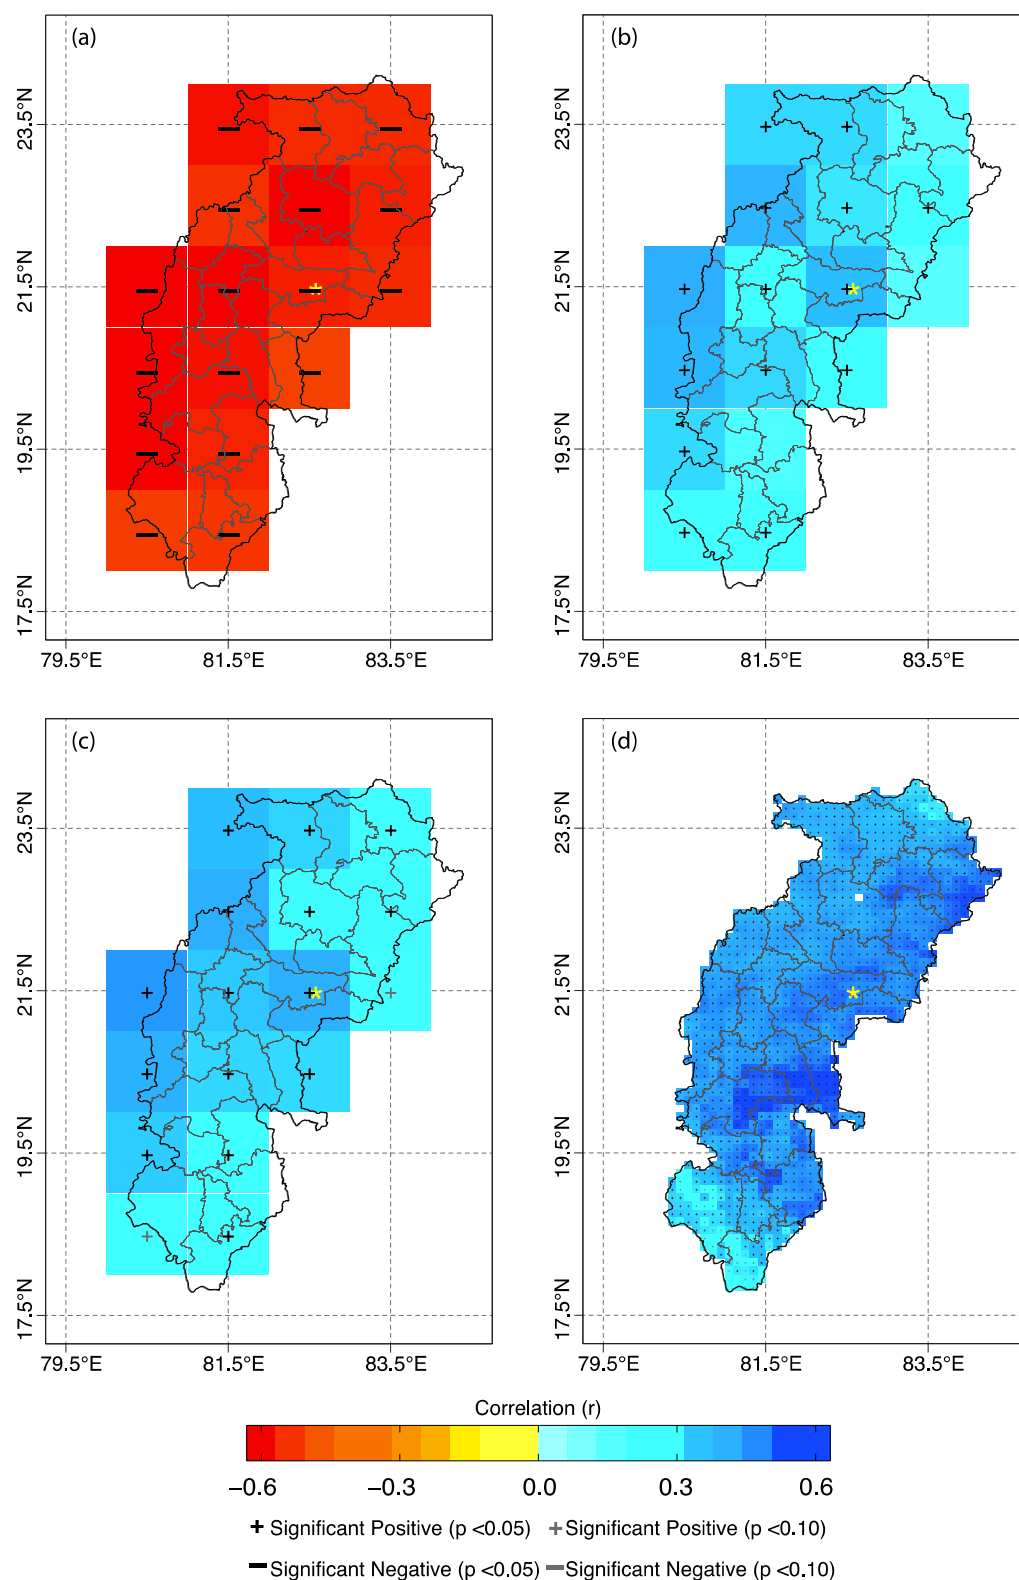 (a)
(b)
23.5°N
21.5°N
19.5°N
17.5°N
79.5°E 81.5°E 83.5°E
23.5°N
21.5°N
19.5°N
17.5°N
79.5°E 81.5°E 83.5°E
(c)
(d)
23.5°N
21.5°N
19.5°N
17.5°N
79.5°E 81.5°E 83.5°E
23.5°N
21.5°N
19.5°N
17.5°N
79.5°E 81.5°E 83.5°E
Correlation (r)
−0.6 −0.3 0.0 0.3 0.6
+ Significant Positive (p <0.05) + Significant Positive (p <0.10)
− Significant Negative (p <0.05) − Significant Negative (p <0.10)